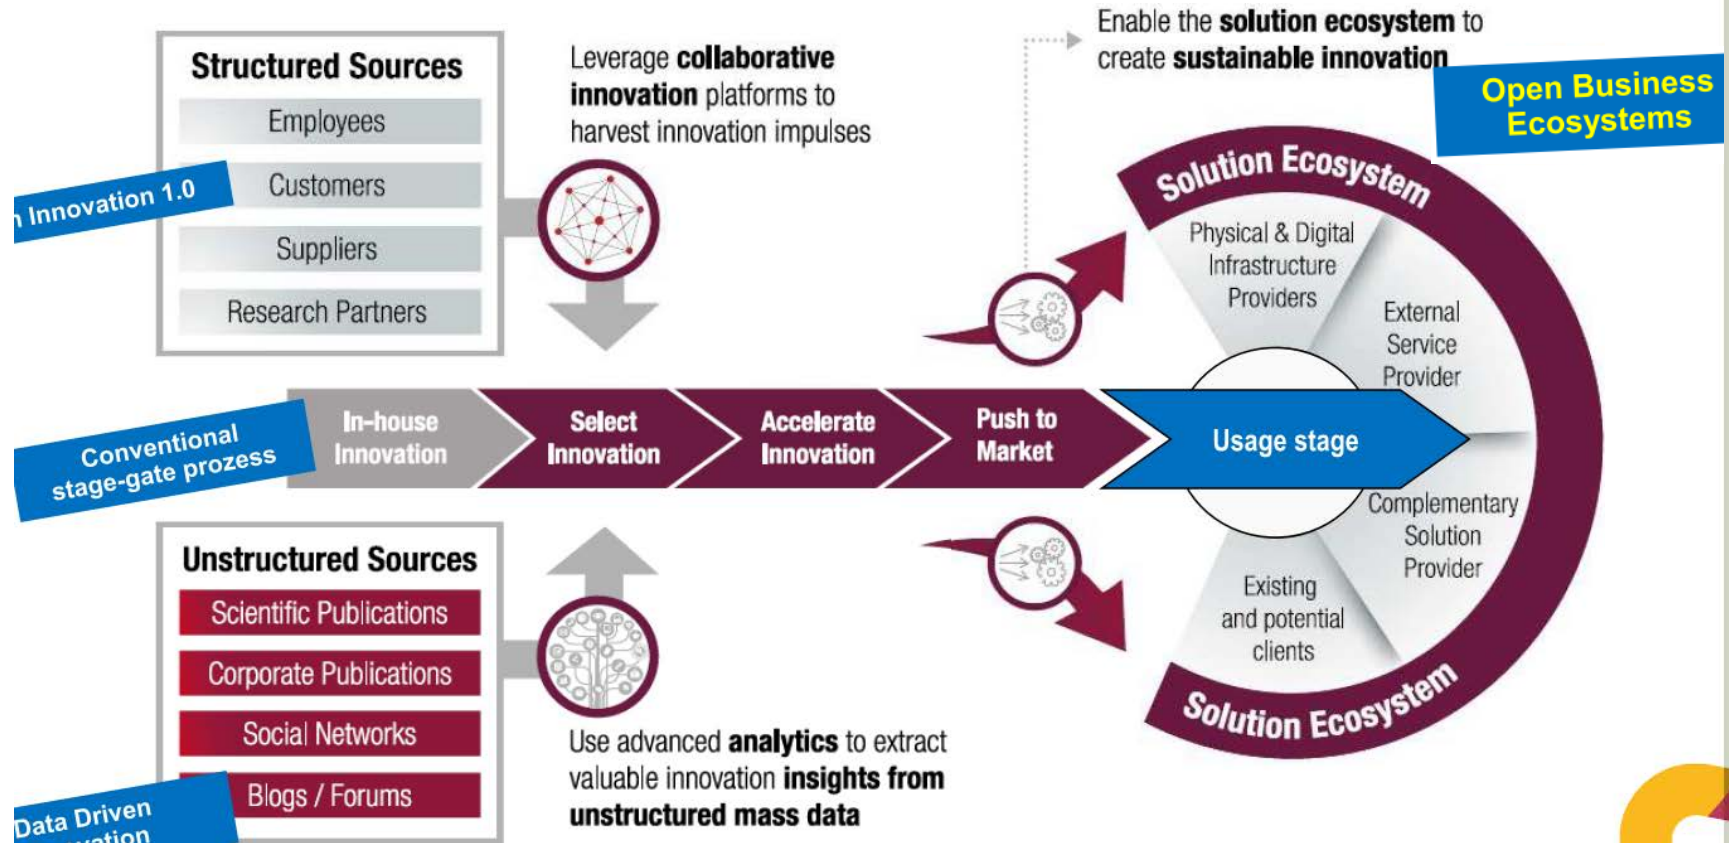 Structured Sources
Employees
Customers
Suppliers
Research Partners
Innovation 1.0
Leverage collaborative
innovation platforms to
harvest innovation impulses
Enable the solution ecosystem to
create sustainable innovation
Open Business
Ecosystems
Solution Ecosystem
Physical & Digital
Infrastructure
Providers
External
Service
Provider
Complementary
Solution
Provider
Existing
and potential
clients
Solution Ecosystem
Conventional
stage-gate prozess
In-house
Innovation
Select
Innovation
Accelerate
Innovation
Push to
Market
Usage stage
Unstructured Sources
Scientific Publications
Corporate Publications
Social Networks
Blogs / Forums
Data Driven
Use advanced analytics to extract
valuable innovation insights from
unstructured mass data